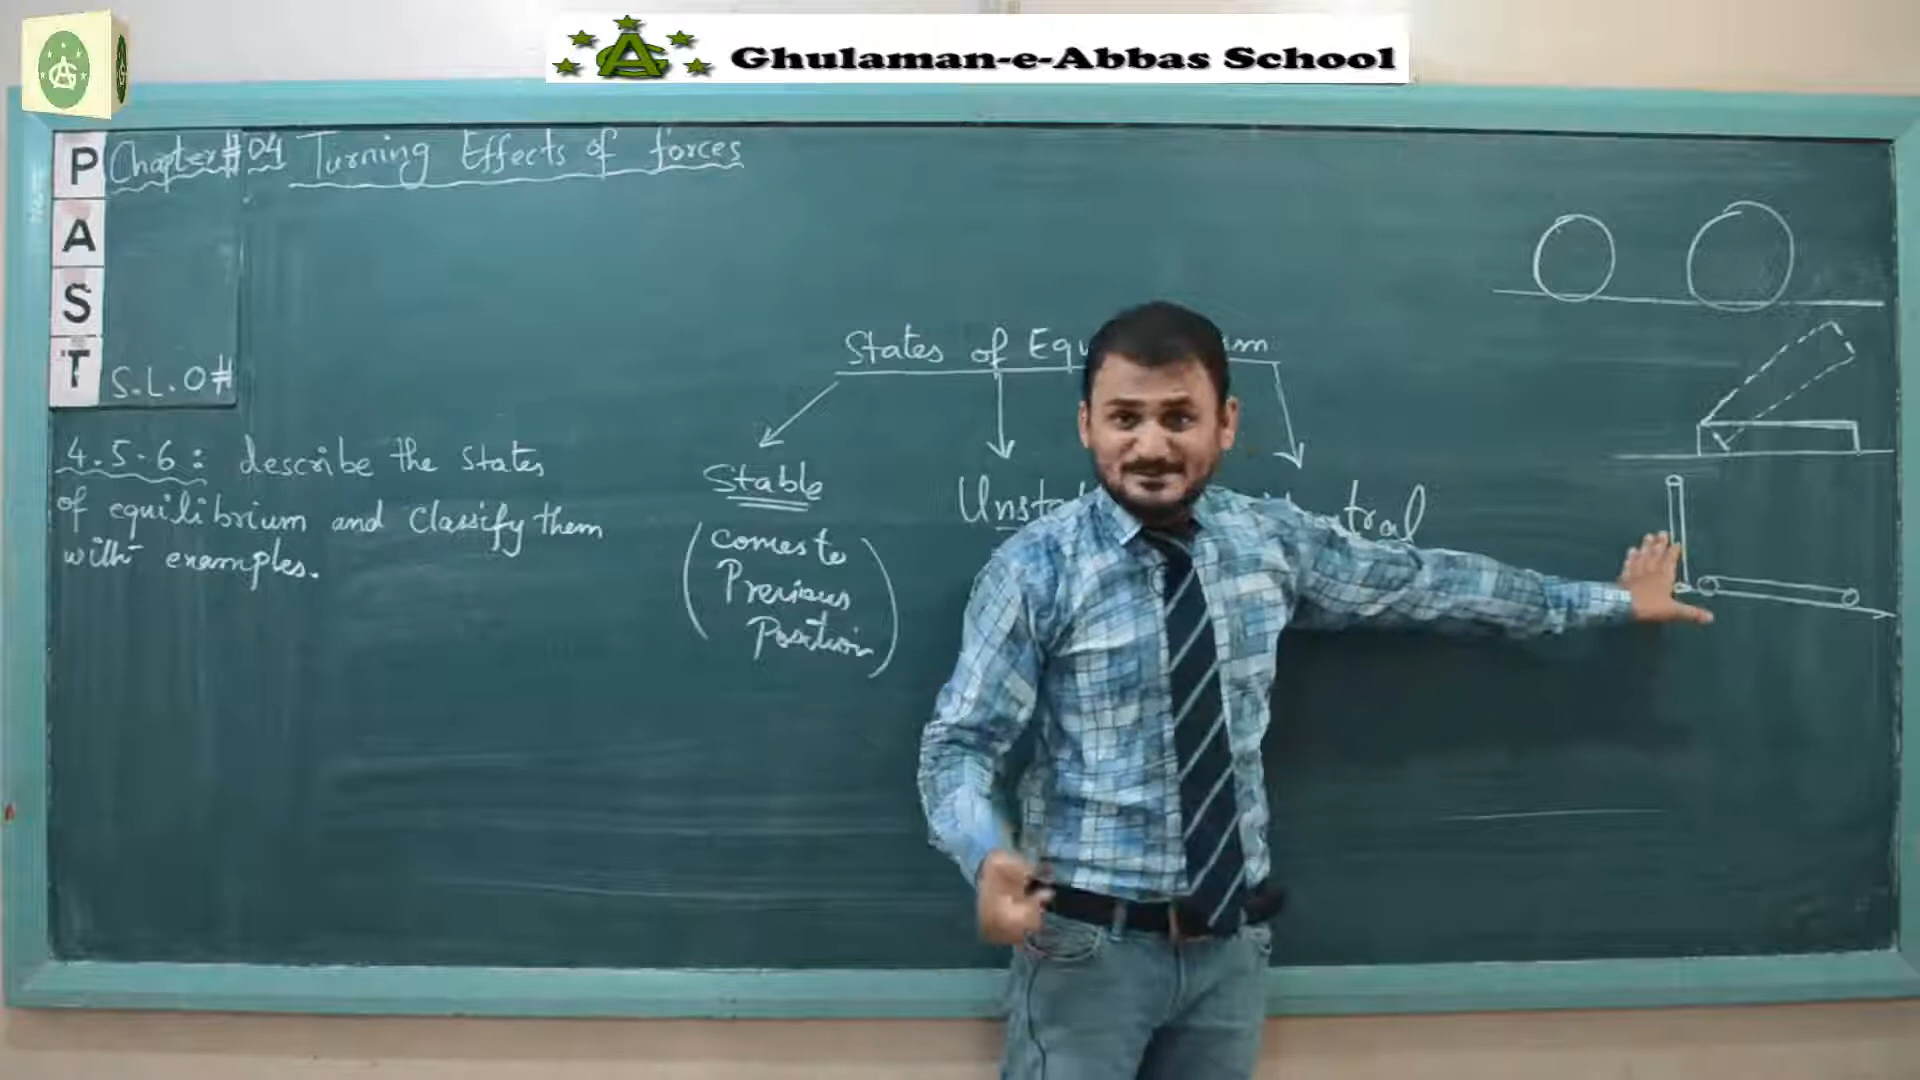 Ghulaman-e-Abbas School
P
A
S
T
Chapter#04 Turning Effects of forces
S.L.O#
4.5.6: describe the states
of equilibrium and Classify them
with examples.
States of
Stable
(comes to
Previous
Position)